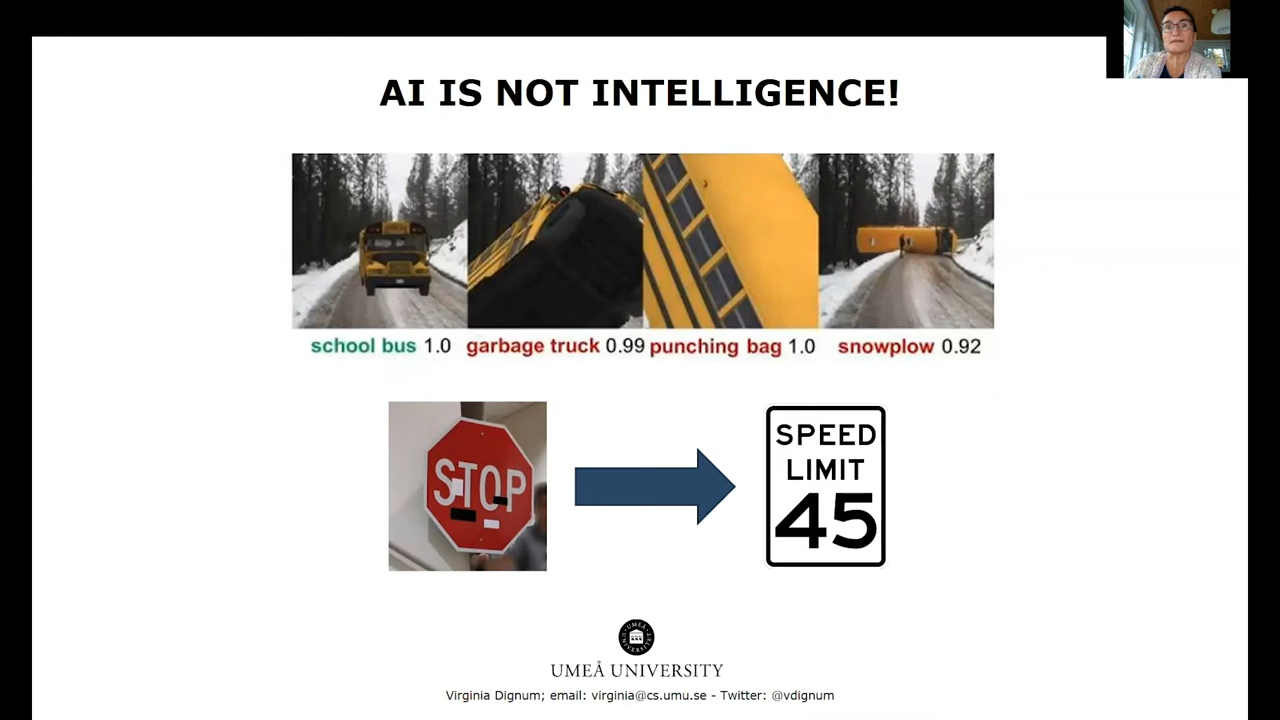 AI IS NOT INTELLIGENCE!
school bus 1.0 garbage truck 0.99 punching bag 1.0 snowplow 0.92
STOP
SPEED
LIMIT
45
UMEÅ UNIVERSITY
Virginia Dignum; email: virginia@cs.umu.se - Twitter: @vdignum